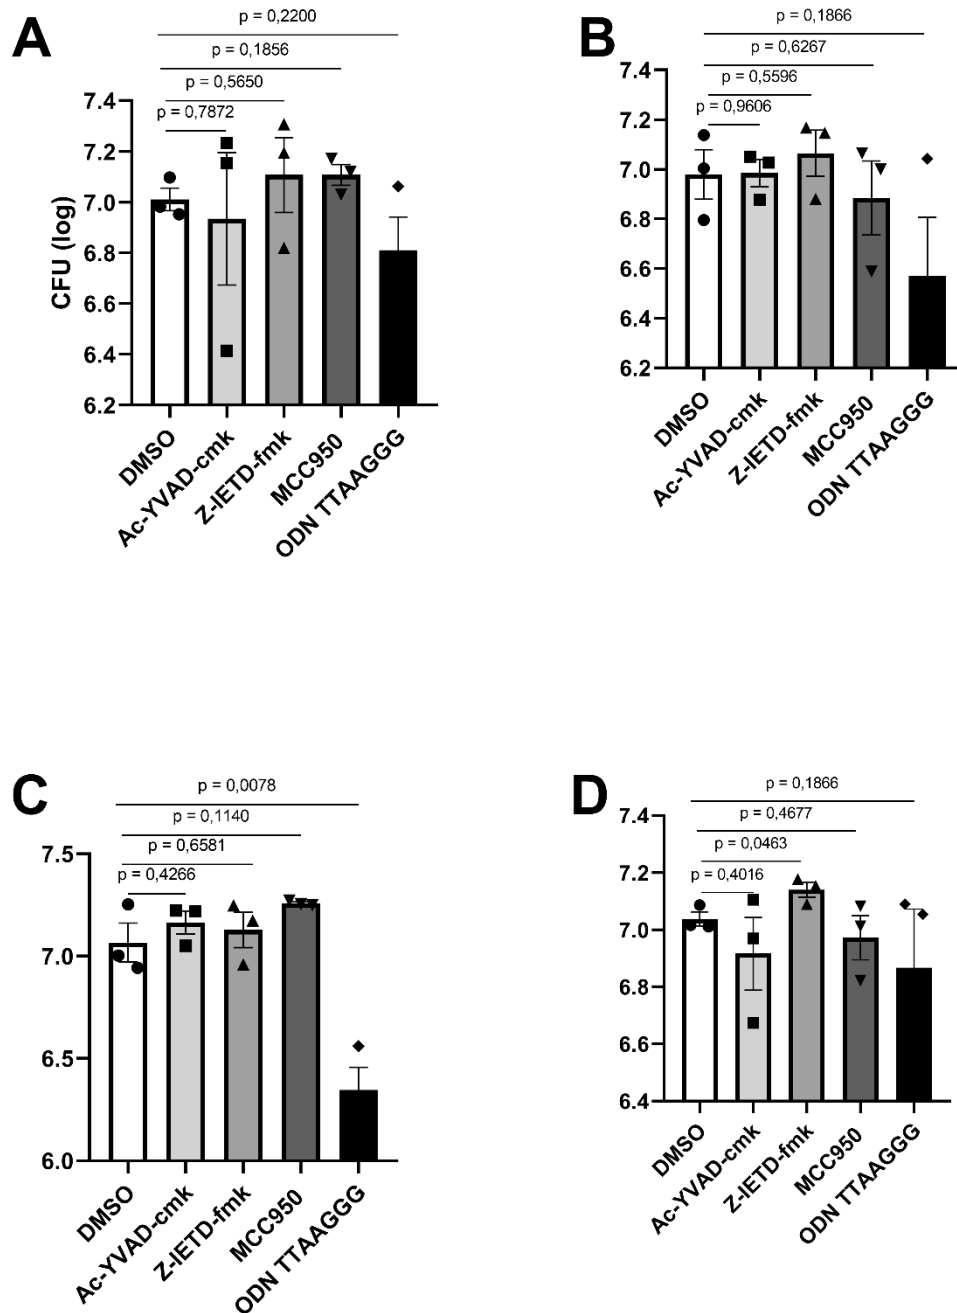 A
p = 0,2200
p = 0,1856
p = 0,5650
p = 0,7872
CFU (log)
7.4
7.2
7.0
6.8
6.6
6.4
6.2
DMSO
Ac-YVAD-cmk
Z-IETD-fmk
MCC950
ODN TTAAGGG
B
p = 0,1866
p = 0,6267
p = 0,5596
p = 0,9606
7.4
7.2
7.0
6.8
6.6
6.4
6.2
DMSO
Ac-YVAD-cmk
Z-IETD-fmk
MCC950
ODN TTAAGGG
C
p = 0,0078
p = 0,1140
p = 0,6581
p = 0,4266
7.5
7.0
6.5
6.0
DMSO
Ac-YVAD-cmk
Z-IETD-fmk
MCC950
ODN TTAAGGG
D
p = 0,1866
p = 0,4677
p = 0,0463
p = 0,4016
7.4
7.2
7.0
6.8
6.6
6.4
DMSO
Ac-YVAD-cmk
Z-IETD-fmk
MCC950
ODN TTAAGGG